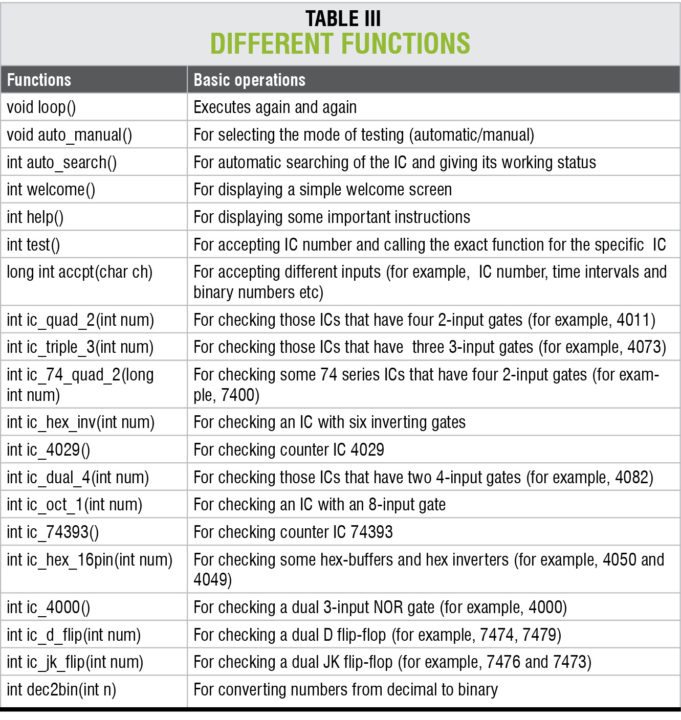 TABLE III
DIFFERENT FUNCTIONS
Functions Basic operations
void loop() Executes again and again
void auto_manual() For selecting the mode of testing (automatic/manual)
int auto_search() For automatic searching of the IC and giving its working status
int welcome() For displaying a simple welcome screen
int help() For displaying some important instructions
int test() For accepting IC number and calling the exact function for the specific IC
long int accpt(char ch) For accepting different inputs (for example, IC number, time intervals and
binary numbers etc)
int ic_quad_2(int num) For checking those ICs that have four 2-input gates (for example, 4011)
int ic_triple_3(int num) For checking those ICs that have three 3-input gates (for example, 4073)
int ic_74_quad_2(long For checking some 74 series ICs that have four 2-input gates (for exam-
int num) ple, 7400)
int ic_hex_inv(int num) For checking an IC with six inverting gates
int ic_4029() For checking counter IC 4029
int ic_dual_4(int num) For checking those ICs that have two 4-input gates (for example, 4082)
int ic_oct_1(int num) For checking an IC with an 8-input gate
int ic_74393() For checking counter IC 74393
int ic_hex_16pin(int num) For checking some hex-buffers and hex inverters (for example, 4050 and
4049)
int ic_4000() For checking a dual 3-input NOR gate (for example, 4000)
int ic_d_flip(int num) For checking a dual D flip-flop (for example, 7474, 7479)
int ic_jk_flip(int num) For checking a dual JK flip-flop (for example, 7476 and 7473)
int dec2bin(int n) For converting numbers from decimal to binary